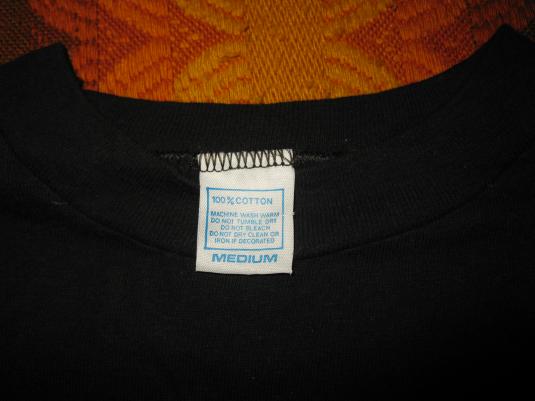 100% COTTON
MACHINE WASH WARM
DO NOT TUMBLE DRY
DO NOT BLEACH
DO NOT DRY CLEAN OR
IRON IF DECORATED
MEDIUM